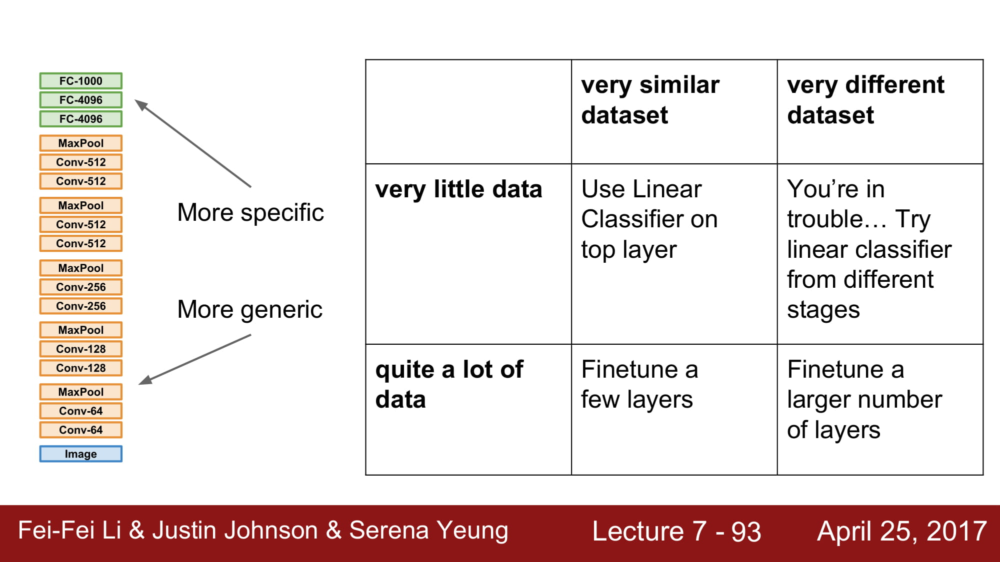 FC-1000
FC-4096
FC-4096
MaxPool
Conv-512
Conv-512
MaxPool
Conv-512
Conv-512
MaxPool
Conv-256
Conv-256
MaxPool
Conv-128
Conv-128
MaxPool
Conv-64
Conv-64
Image
More specific
More generic
very similar
dataset
very different
dataset
very little data
Use Linear
Classifier on
top layer
You’re in
trouble… Try
linear classifier
from different
stages
quite a lot of
data
Finetune a
few layers
Finetune a
larger number
of layers
Fei-Fei Li & Justin Johnson & Serena Yeung
Lecture 7 - 93
April 25, 2017